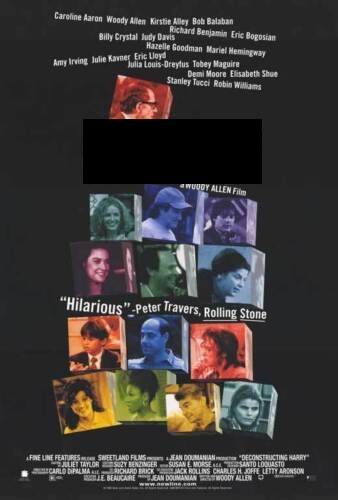 Caroline Aaron Woody Allen Kirstie Alley Bob Balaban
Richard Benjamin Eric Bogosian
Billy Crystal Judy Davis
Hazelle Goodman Mariel Hemingway
Amy Irving Julie Kavner Eric Lloyd
Julia Louis-Dreyfus Tobey Maguire
Demi Moore Elisabeth Shue
Stanley Tucci Robin Williams
a WOODY ALLEN Film
"Hilarious"-Peter Travers, Rolling Stone
A FINE LINE FEATURES RELEASE SWEETLAND FILMS PRESENTS A JEAN DOUMANIAN PRODUCTION "DECONSTRUCTING HARRY"
JULIET TAYLOR SUZY BENZINGER SUSAN E. MORSE, A.C.E. SANTO LOQUASTO
CARLO DiPALMA A.I.C. RICHARD BRICK JACK ROLLINS CHARLES H. JOFFE LETTY ARONSON
J.E. BEAUCAIRE JEAN DOUMANIAN WOODY ALLEN
www.newline.com